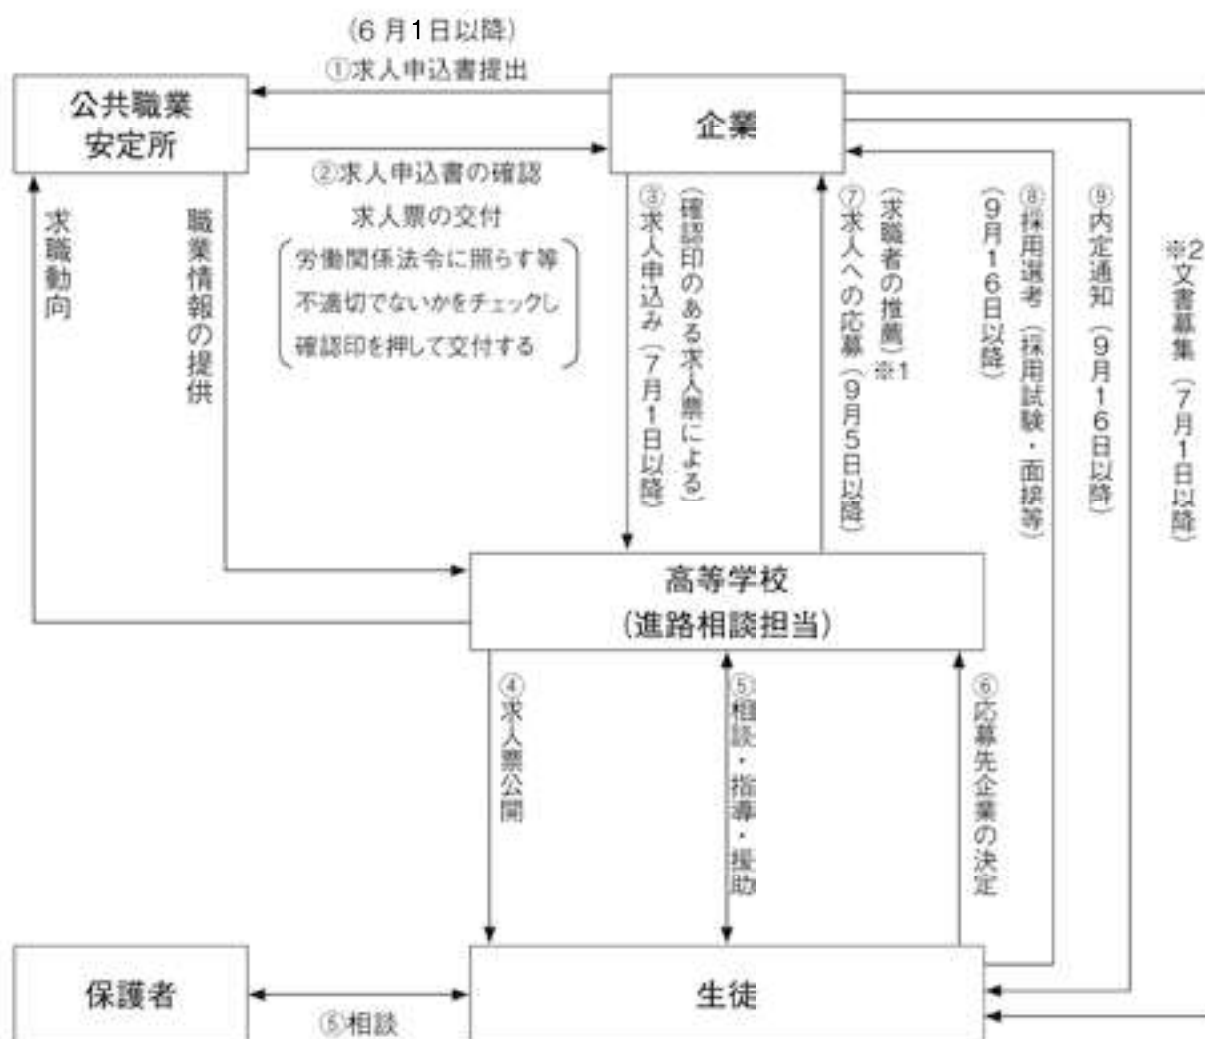 (6月1日以降)
①求人申込書提出
公共職業
安定所
企業
②求人申込書の確認
求人票の交付
労働関係法令に照らす等
不適切でないかをチェックし
確認印を押して交付する
求職動向
職業情報の提供
③求人申込み(7月1日以降)
(確認印のある求人票による)
⑦求人への応募(9月5日以降)
(求職者の推薦)※1
⑧採用選考(採用試験・面接等)
(9月16日以降)
⑨内定通知(9月16日以降)
※2文書募集(7月1日以降)
高等学校
(進路相談担当)
④求人票公開
⑤相談・指導・援助
⑥応募先企業の決定
保護者
⑤相談
生徒